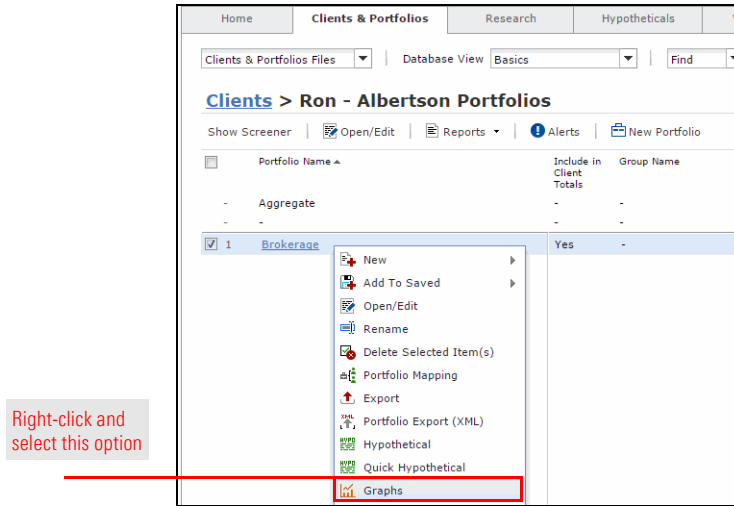 Home Clients & Portfolios Research Hypotheticals
Clients & Portfolios Files Database View Basics Find
Clients > Ron - Albertson Portfolios
Show Screener Open/Edit Reports Alerts New Portfolio
Portfolio Name Include in Client Totals Group Name
- Aggregate - -
- - - -
1 Brokerage Yes -
New
Add To Saved
Open/Edit
Rename
Delete Selected Item(s)
Portfolio Mapping
Export
Portfolio Export (XML)
Hypothetical
Quick Hypothetical
Graphs
Right-click and
select this option